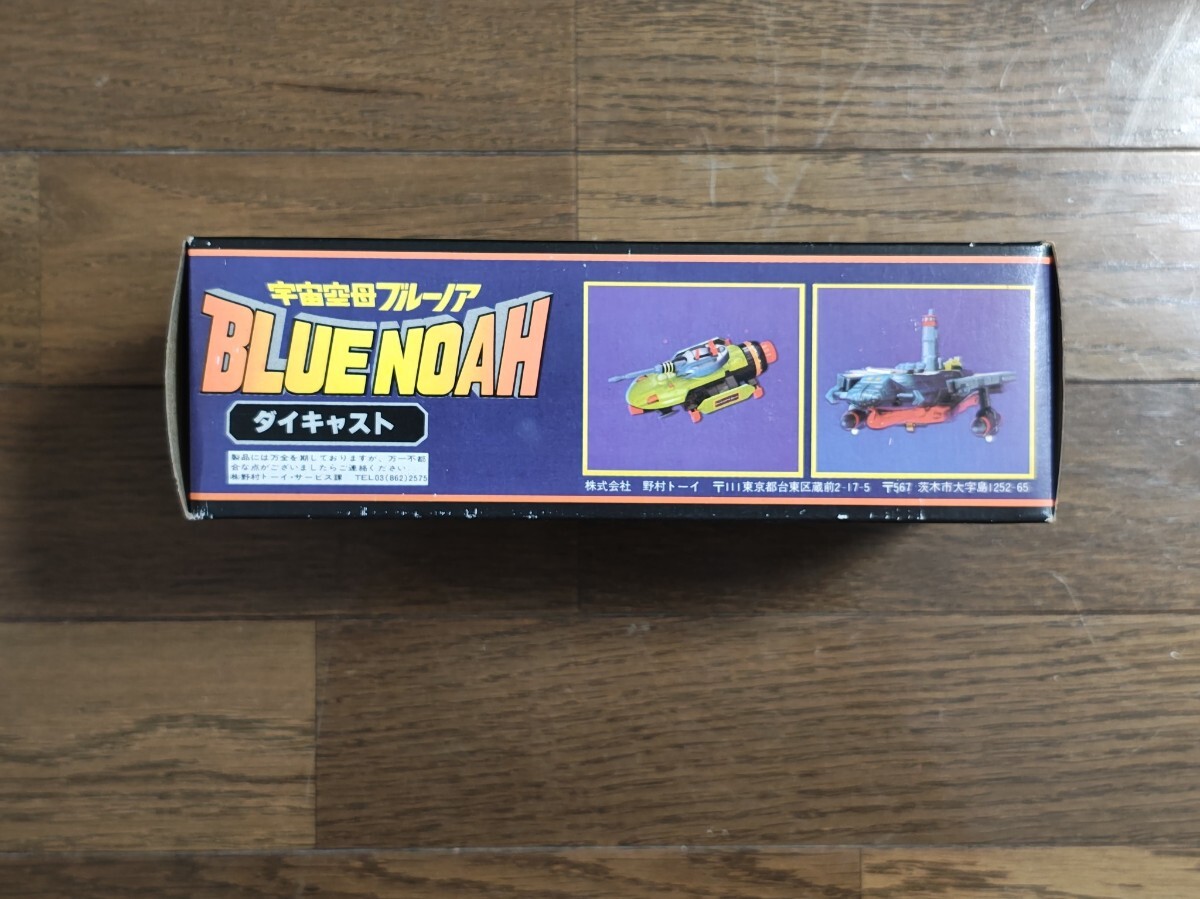 宇宙空母ブルーノア
BLUE NOAH
ダイキャスト
製品には万全を期しておりますが、万一不都
合な点がございましたらご連絡ください
㈱野村トーイ・サービス課 TEL03(862)2575
株式会社 野村トーイ 〒111東京都台東区蔵前2-17-5 〒567 茨木市大字島1252-65